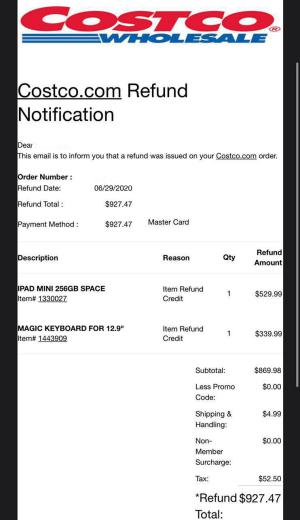 COSTCO
WHOLESALE
Costco.com Refund
Notification
Dear
This email is to inform you that a refund was issued on your Costco.com order.
Order Number :
Refund Date: 06/29/2020
Refund Total : $927.47
Payment Method : $927.47 Master Card
Description Reason Qty Refund
Amount
IPAD MINI 256GB SPACE Item Refund 1 $529.99
Item# 1330027 Credit
MAGIC KEYBOARD FOR 12.9" Item Refund 1 $339.99
Item# 1443909 Credit
Subtotal: $869.98
Less Promo $0.00
Code:
Shipping & $4.99
Handling:
Non- $0.00
Member
Surcharge:
Tax: $52.50
*Refund $927.47
Total: